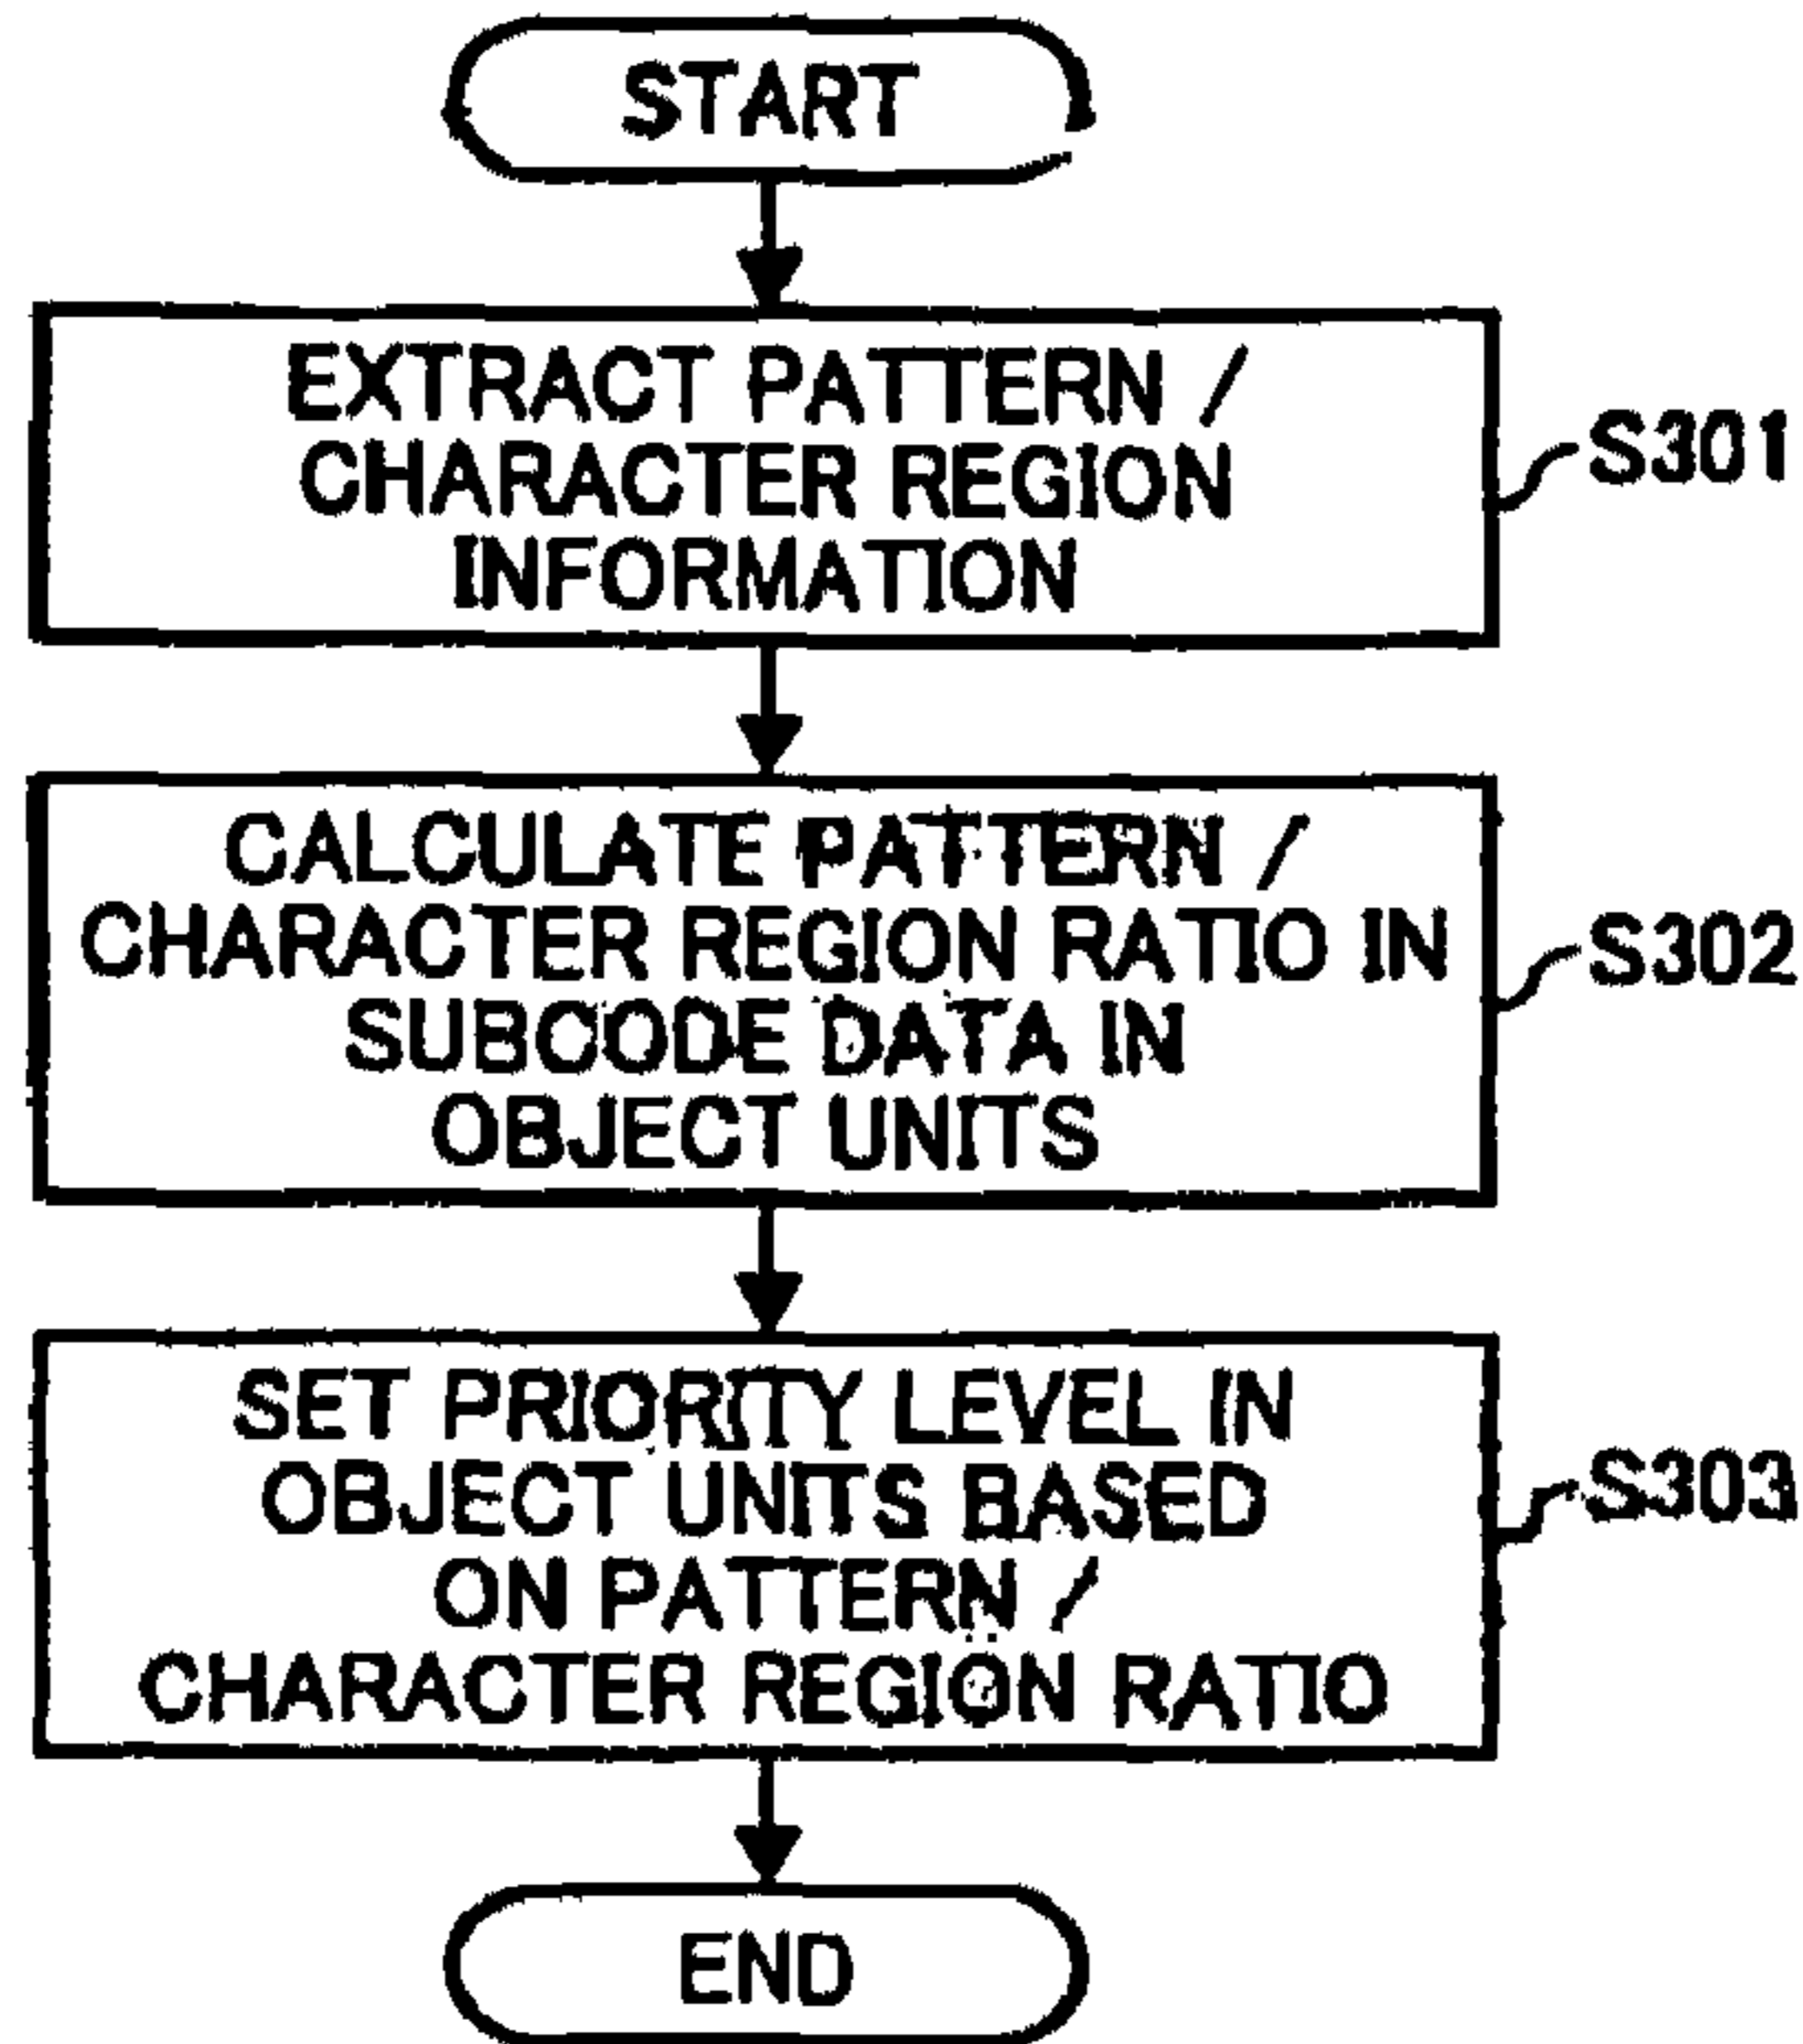 START
EXTRACT PATTERN /
CHARACTER REGION
INFORMATION
S301
CALCULATE PATTERN /
CHARACTER REGION RATIO IN
SUBCODE DATA IN
OBJECT UNITS
S302
SET PRIORITY LEVEL IN
OBJECT UNITS BASED
ON PATTERN /
CHARACTER REGION RATIO
S303
END